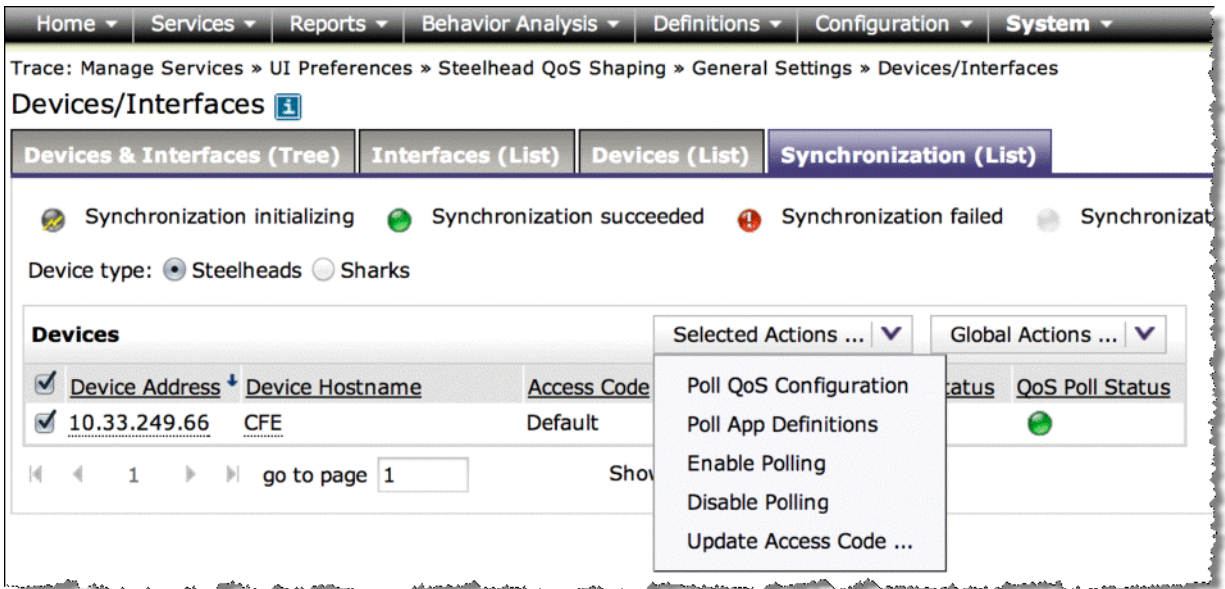 Home Services Reports Behavior Analysis Definitions Configuration System
Trace: Manage Services » UI Preferences » Steelhead QoS Shaping » General Settings » Devices/Interfaces
Devices/Interfaces i
Devices & Interfaces (Tree) Interfaces (List) Devices (List) Synchronization (List)
Synchronization initializing Synchronization succeeded Synchronization failed
Device type: Steelheads Sharks
Devices Selected Actions ... Global Actions ...
Device Address Device Hostname Access Code QoS Poll Status
10.33.249.66 CFE Default
Poll QoS Configuration
Poll App Definitions
Enable Polling
Disable Polling
Update Access Code ...
1 go to page 1